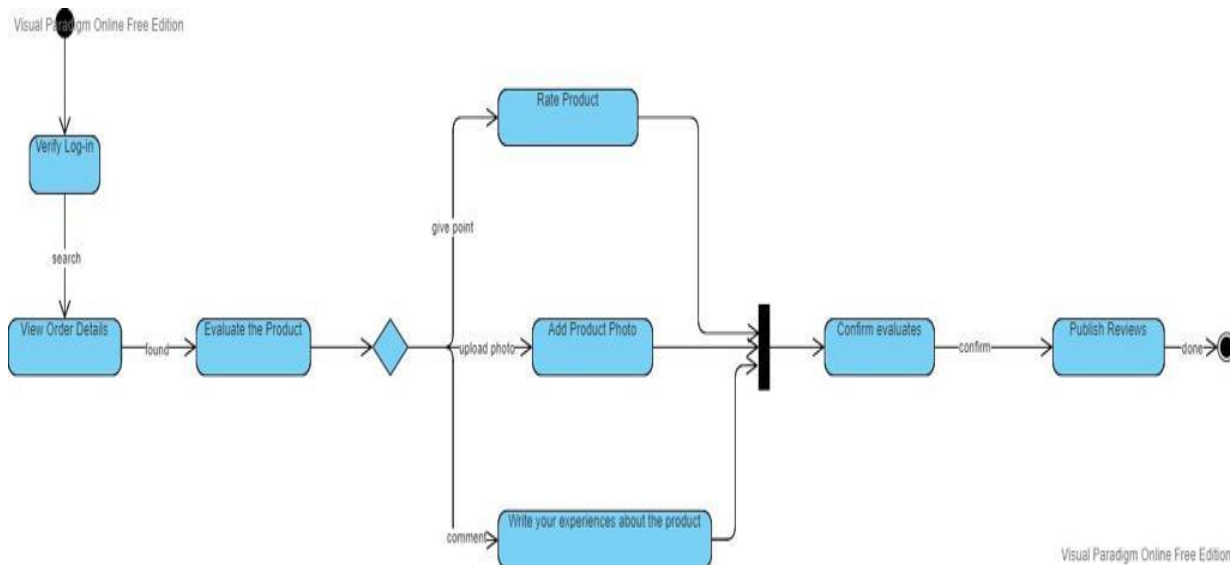 Visual Paradigm Online Free Edition
Rate Product
Verify Log-in
give point
search
View Order Details
found
Evaluate the Product
upload photo
Add Product Photo
Confirm evaluates
confirm
Publish Reviews
done
comment
Write your experiences about the product
Visual Paradigm Online Free Edition